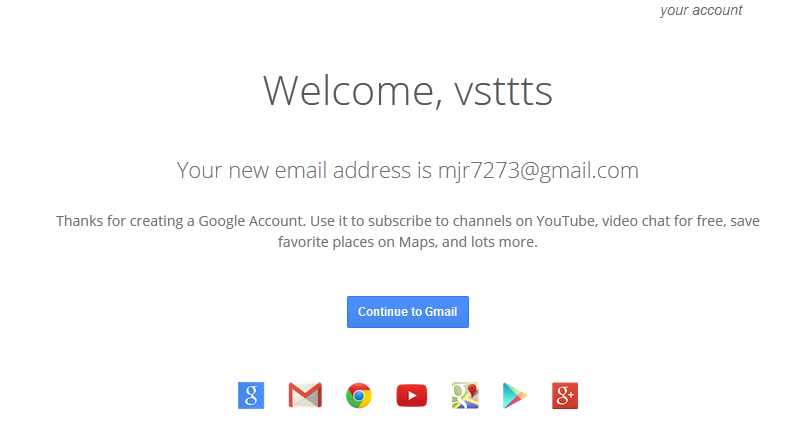 your account
Welcome, vsttts
Your new email address is mjr7273@gmail.com
Thanks for creating a Google Account. Use it to subscribe to channels on YouTube, video chat for free, save
favorite places on Maps, and lots more.
Continue to Gmail
g
g
g+